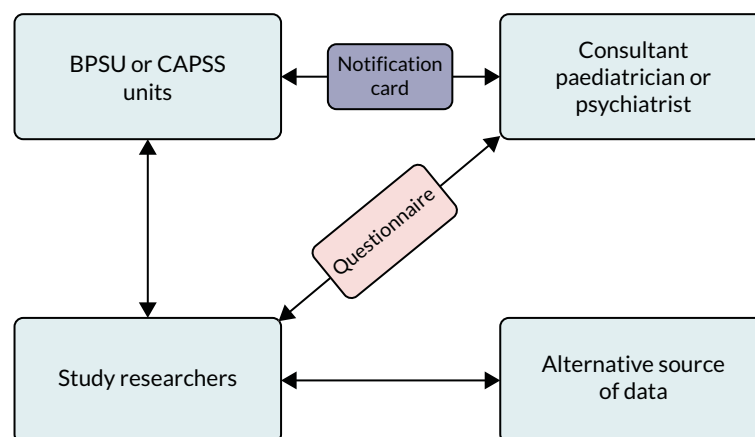 BPSU or CAPSS
units
Notification
card
Consultant
paediatrician or
psychiatrist
Questionnaire
Study researchers
Alternative source
of data